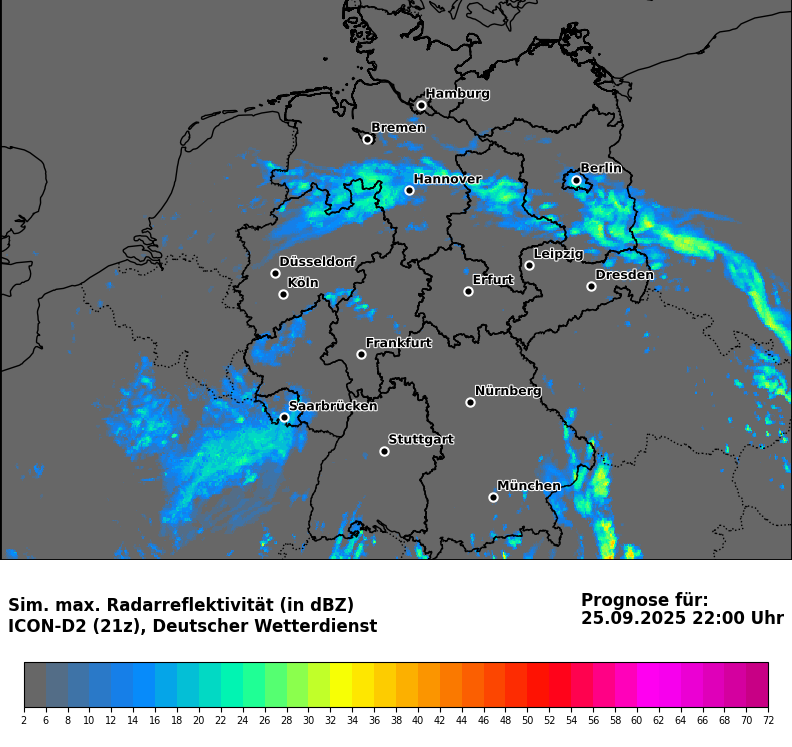 Hamburg
Bremen
Berlin
Hannover
Düsseldorf
Leipzig
Köln
Erfurt
Dresden
Frankfurt
Nürnberg
Saarbrücken
Stuttgart
München
Sim. max. Radarreflektivität (in dBZ)
ICON-D2 (21z), Deutscher Wetterdienst
Prognose für:
25.09.2025 22:00 Uhr
2 6 8 10 12 14 16 18 20 22 24 26 28 30 32 34 36 38 40 42 44 46 48 50 52 54 56 58 60 62 64 66 68 70 72